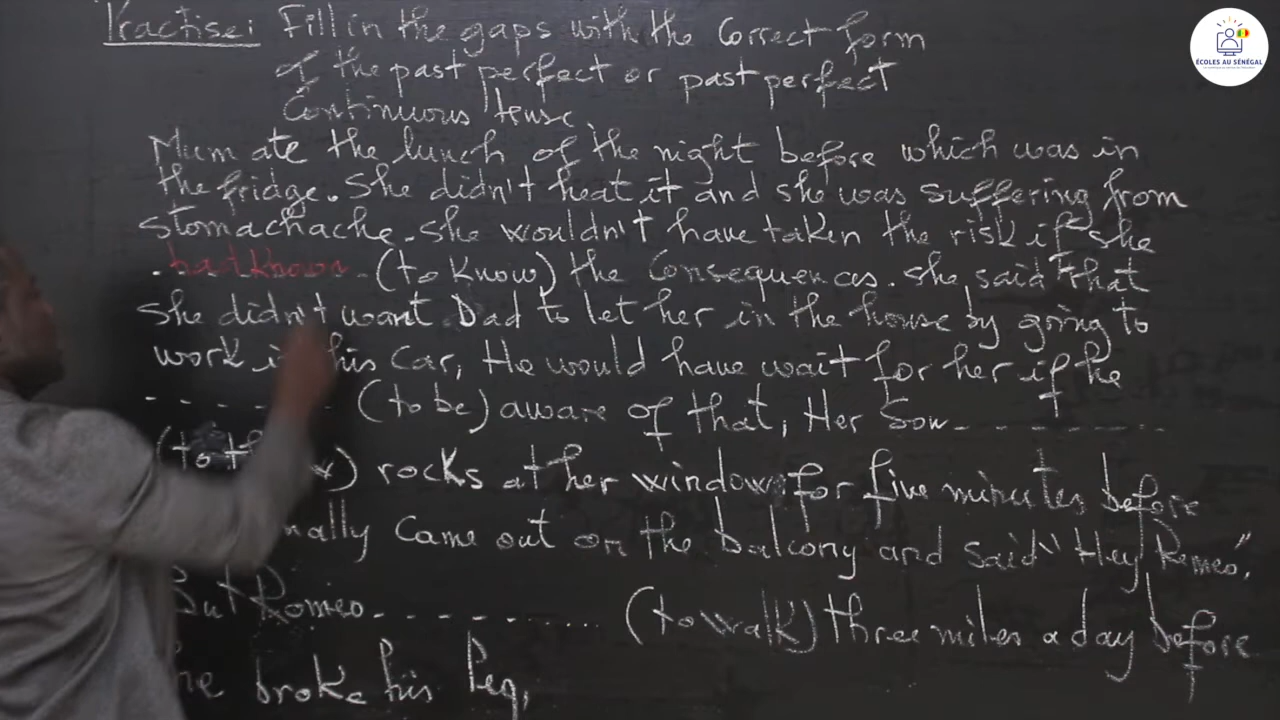 Practise: Fill in the gaps with the correct form
of the past perfect or past perfect
Continuous tense
Mum ate the lunch of the night before which was in
the fridge. She didn't heat it and she was suffering from
stomachache. she wouldn't have taken the risk if she
. had known - (to know) the consequences. she said that
she didn't want Dad to let her in the house by going to
work his car, He would have wait for her if he
- - - - - - (to be) aware of that, Her Son - - - - - - - - -
(to rocks at her window for five minutes before
nally came out on the balcony and said "Hey Romeo",
But Romeo - - - - - - ..... (to walk) three miles a day before
he broke his leg,
ÉCOLES AU SÉNÉGAL